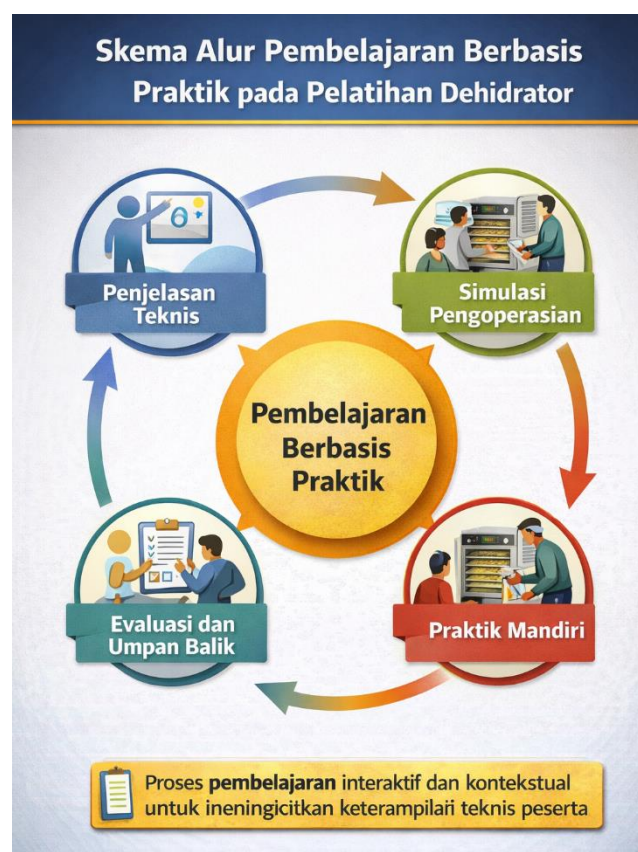 Skema Alur Pembelajaran Berbasis
Praktik pada Pelatihan Dehidrator
Penjelasan
Teknis
Simulasi
Pengoperasian
Pembelajaran
Berbasis
Praktik
Evaluasi dan
Umpan Balik
Praktik Mandiri
Proses pembelajaran interaktif dan kontekstual
untuk ineningicitkan keterampilarī teknis peserta